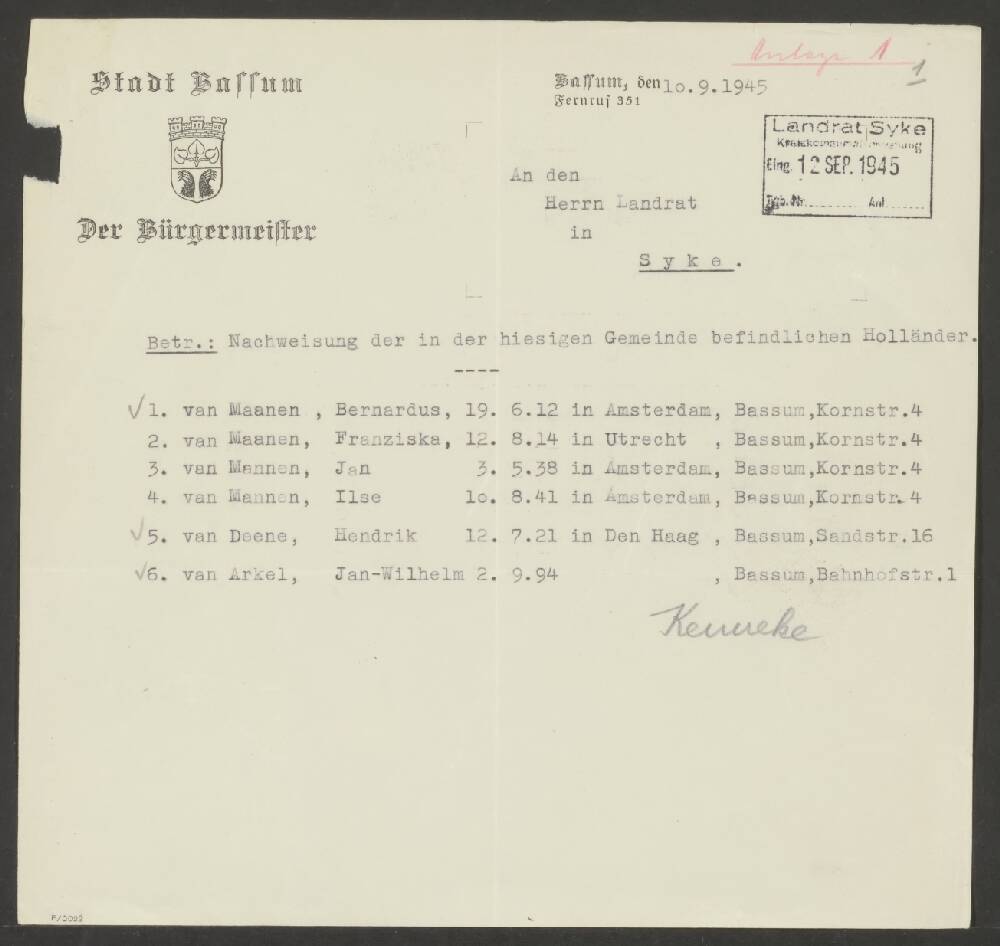 Anlage 1
1
Stadt Bassum
Der Bürgermeister
Bassum, den 10.9.1945
Fernruf 351
Landrat Syke
Eing. 12 SEP. 1945
Tgb. Nr. ........ Anl. ........
An den
Herrn Landrat
in
Syke.
Betr.: Nachweisung der in der hiesigen Gemeinde befindlichen Holländer.
----
√1. van Maanen , Bernardus, 19. 6.12 in Amsterdam, Bassum,Kornstr.4
2. van Maanen, Franziska, 12. 8.14 in Utrecht , Bassum,Kornstr.4
3. van Mannen, Jan 3. 5.38 in Amsterdam, Bassum,Kornstr.4
4. van Mannen, Ilse 1o. 8.41 in Amsterdam, Bassum,Kornstr.4
√5. van Deene, Hendrik 12. 7.21 in Den Haag , Bassum,Sandstr.16
√6. van Arkel, Jan-Wilhelm 2. 9.94 , Bassum,Bahnhofstr.1